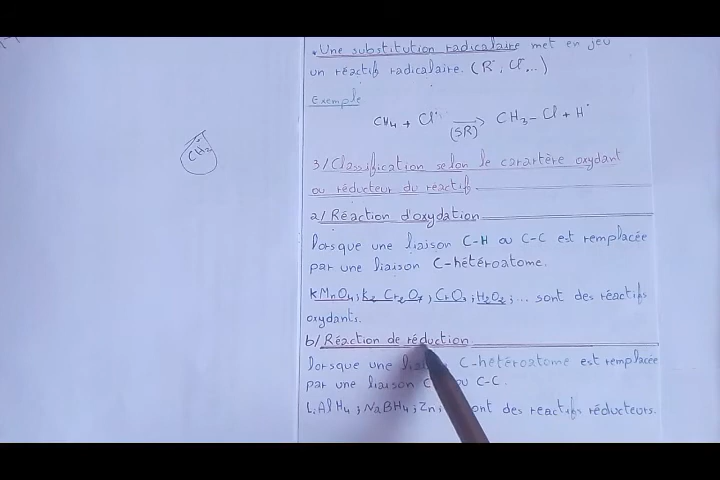 • Une substitution radicalaire met en jeu
un réactifs radicalaire. (R˙, Cl˙...)
Exemple
CH₄ + Cl˙ → CH₃ - Cl + H˙
(SR)
CH₃
3/ Classification selon le carartère oxydant
ou réducteur du réactif
a/ Réaction d'oxydation
lorsque une liaison C-H ou C-C est remplacée
par une liaison C-hétéroatome.
KMnO₄; K₂Cr₂O₇; CrO₃; H₂O₂; ... sont des réactifs
oxydants.
b/ Réaction de réduction
lorsque une C-hétéroatome est remplacée
par une liaison ou C-C.
LiAlH₄; NaBH₄; Zn; des reactifs réducteurs.